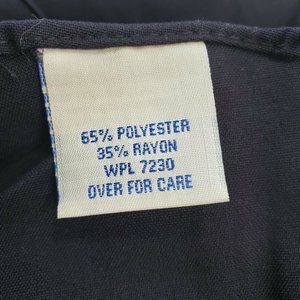 65% POLYESTER
35% RAYON
WPL 7230
OVER FOR CARE